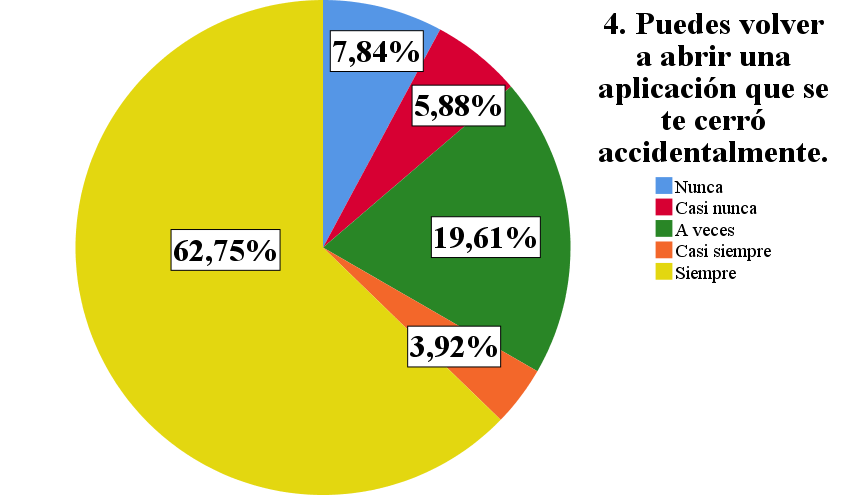 4. Puedes volver
a abrir una
aplicación que se
te cerró
accidentalmente.
Nunca
Casi nunca
A veces
Casi siempre
Siempre
7,84%
5,88%
19,61%
62,75%
3,92%